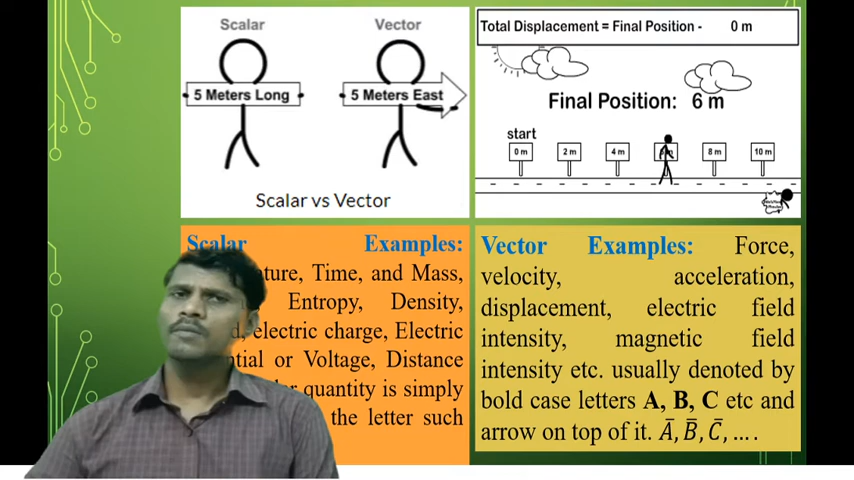 Scalar
Vector
5 Meters Long
5 Meters East
Scalar vs Vector
Total Displacement = Final Position - 0 m
Final Position: 6 m
start
0 m
2 m
4 m
8 m
10 m
Scalar Examples:
Time, and Mass,
Entropy, Density,
electric charge, Electric
or Voltage, Distance
quantity is simply
the letter such
Vector Examples: Force,
velocity, acceleration,
displacement, electric field
intensity, magnetic field
intensity etc. usually denoted by
bold case letters A, B, C etc and
arrow on top of it. A̅, B̅, C̅, ... .